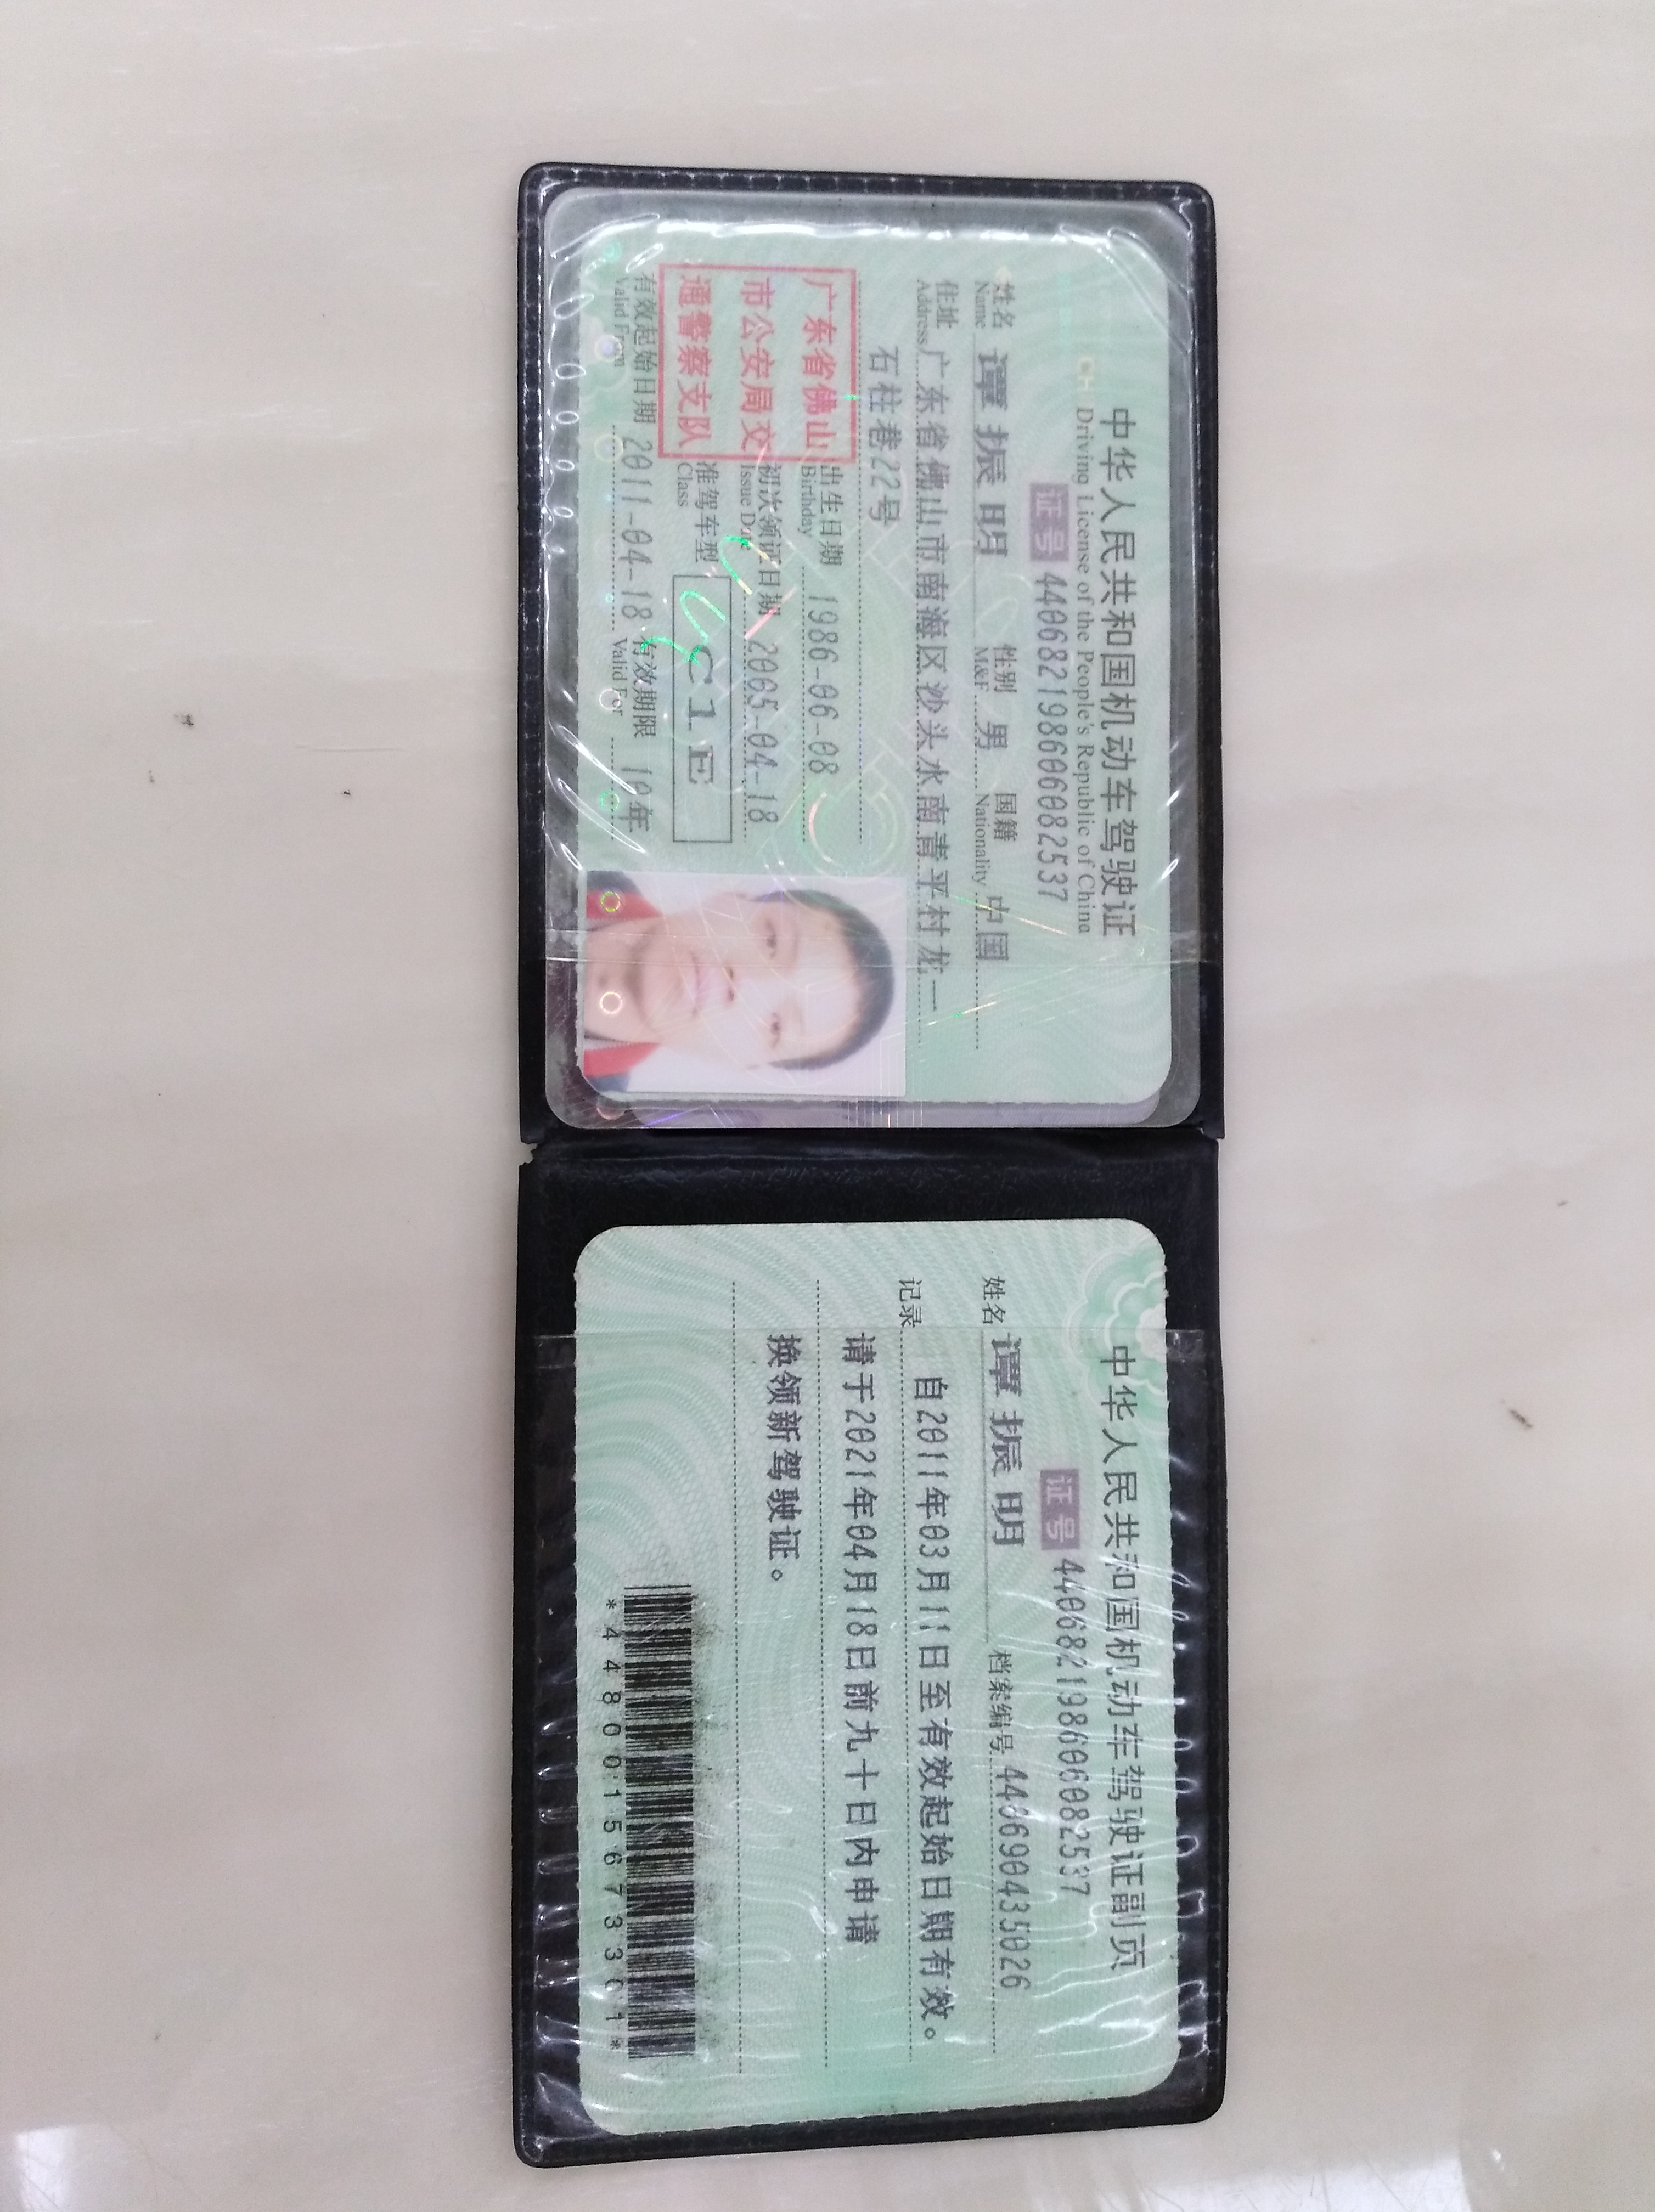 中华人民共和国机动车驾驶证
Driving License of the People's Republic of China
证号 440682198606082537
姓名 谭振明 性别 男 国籍 中国
Name M&F Nationality
住址 广东省佛山市南海区沙头水南青平村龙一
Address
石柱巷22号
广东省佛山
市公安局交
通警察支队
出生日期 1986-06-08
Birthday
初次领证日期 2005-04-18
Issue Date
准驾车型 C1E
Class
有效起始日期 2011-04-18 有效期限 10年
Valid From Valid For
中华人民共和国机动车驾驶证副页
证号 440682198606082537
姓名 谭振明 档案编号 440690435026
记录
自2011年03月11日至有效起始日期有效。
请于2021年04月18日前九十日内申请
换领新驾驶证。
*4480015673301*